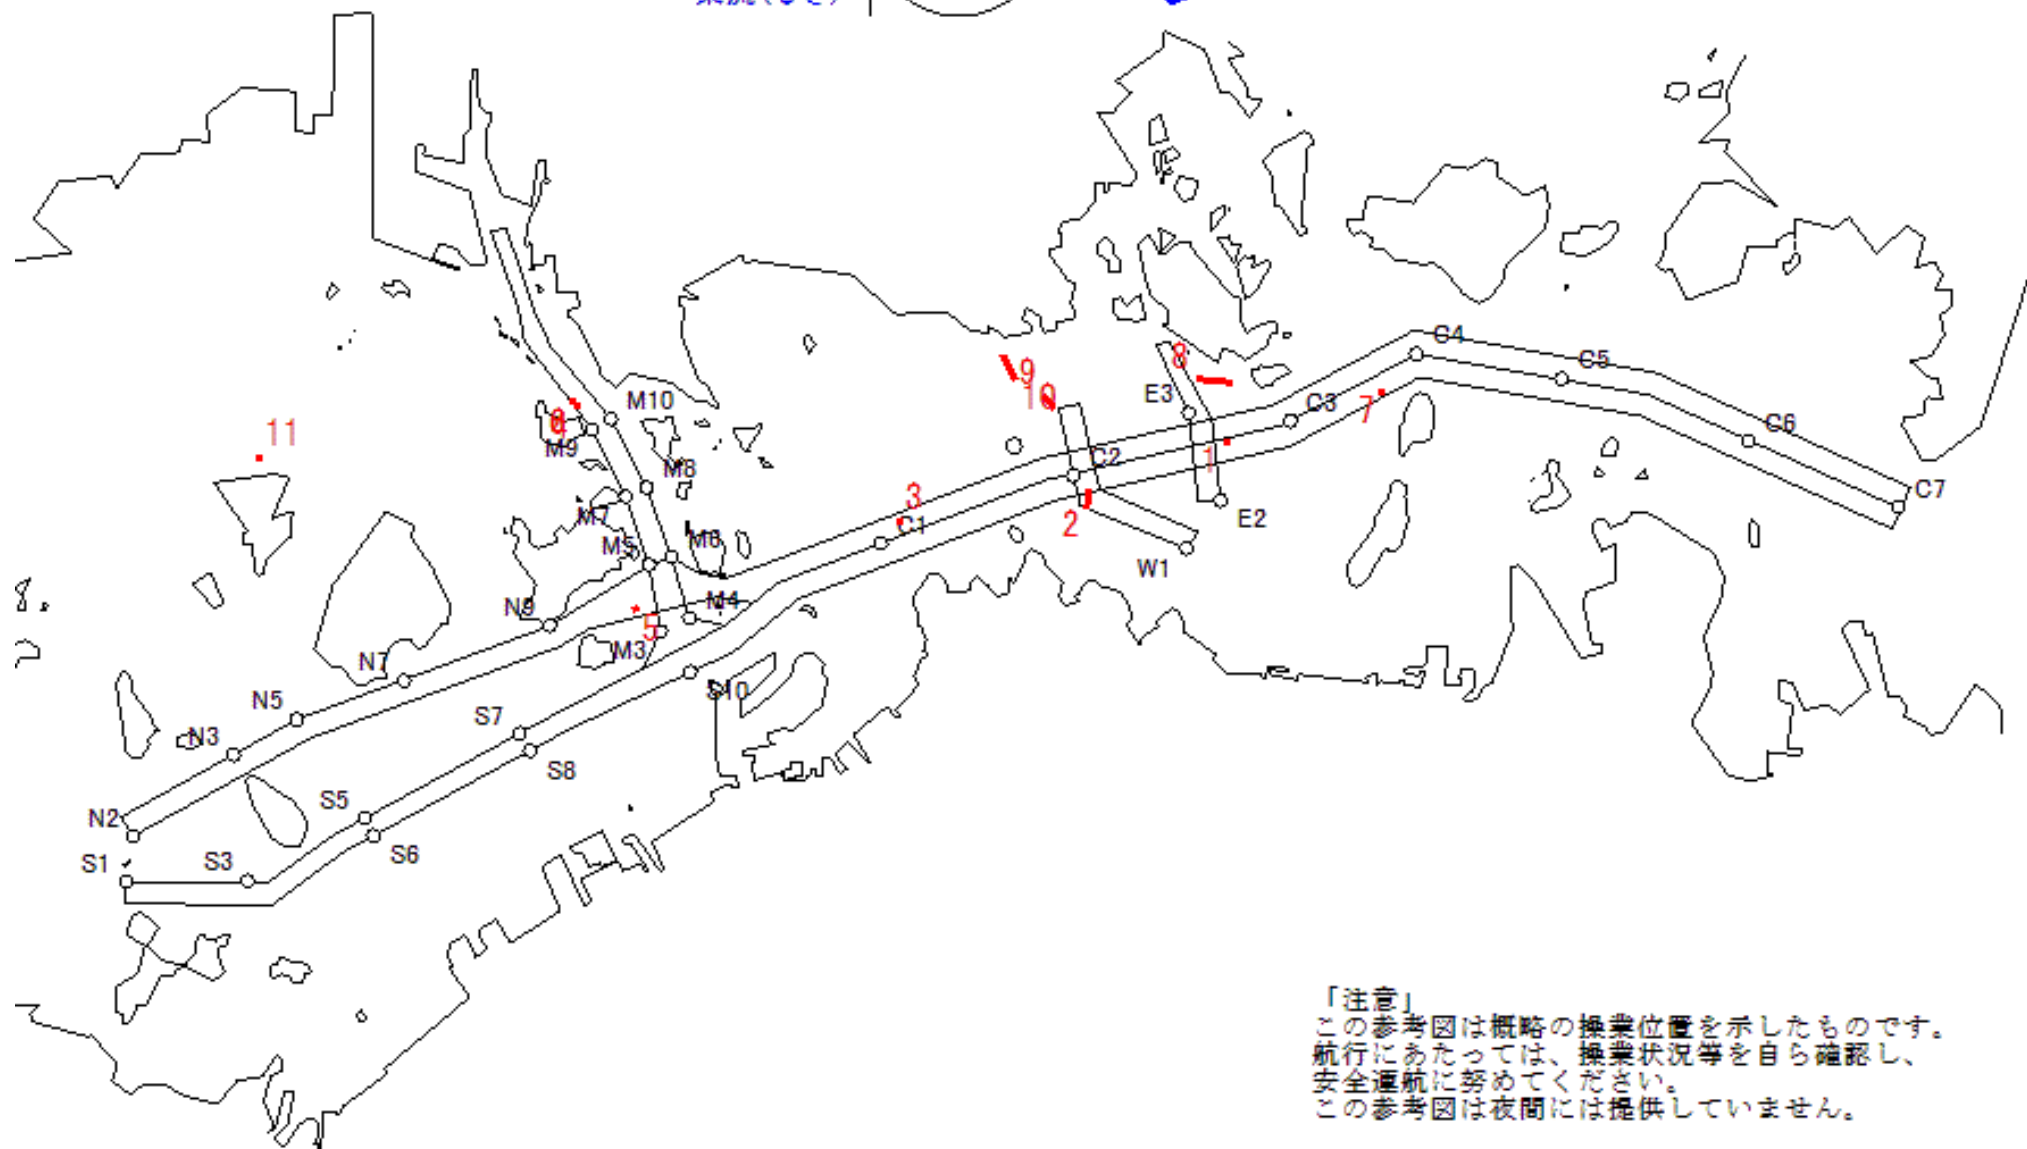 C4
C5
8
E3
C3
7
C6
9
10
M10
11
M9
1
C2
M8
C7
3
M7
C1
2
E2
M5
M6
W1
N9
M4
5
M3
N7
S10
N5
S7
N3
S8
S5
N2
S6
S1
S3
「注意」
この参考図は概略の操業位置を示したものです。
航行にあたっては、操業状況等を自ら確認し、
安全運航に努めてください。
この参考図は夜間には提供していません。